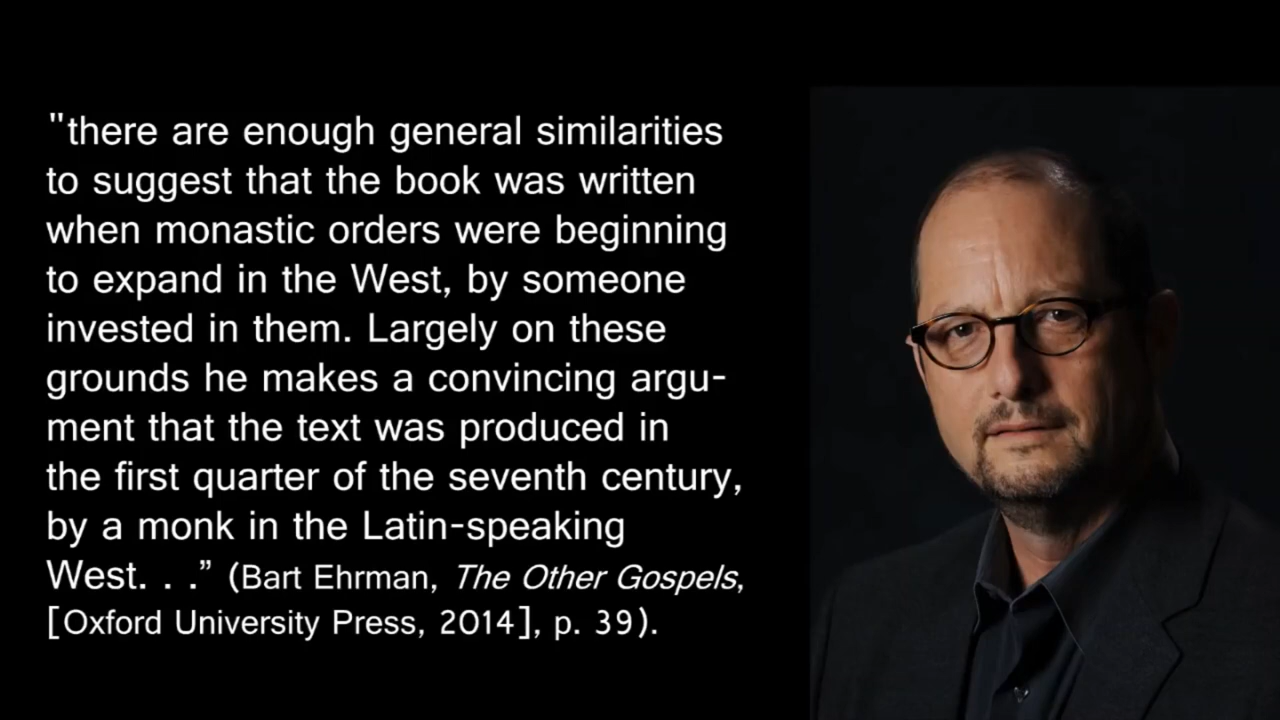 "there are enough general similarities
to suggest that the book was written
when monastic orders were beginning
to expand in the West, by someone
invested in them. Largely on these
grounds he makes a convincing argu-
ment that the text was produced in
the first quarter of the seventh century,
by a monk in the Latin-speaking
West. . .” (Bart Ehrman, The Other Gospels,
[Oxford University Press, 2014], p. 39).